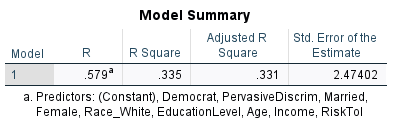 Model Summary
Model R R Square Adjusted R Square Std. Error of the Estimate
1 .579a .335 .331 2.47402
a. Predictors: (Constant), Democrat, PervasiveDiscrim, Married,
Female, Race_White, EducationLevel, Age, Income, RiskTol